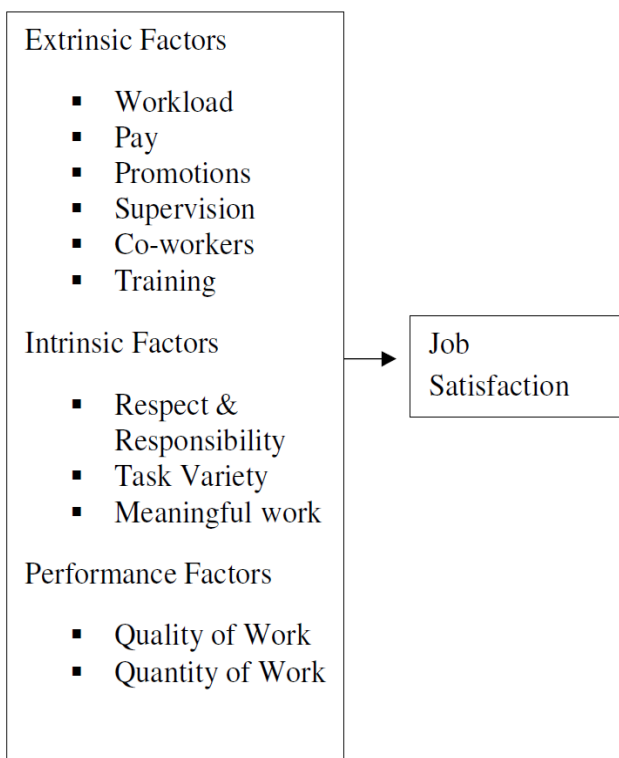 Extrinsic Factors
▪ Workload
▪ Pay
▪ Promotions
▪ Supervision
▪ Co-workers
▪ Training
Intrinsic Factors
▪ Respect &
Responsibility
▪ Task Variety
▪ Meaningful work
Performance Factors
▪ Quality of Work
▪ Quantity of Work
Job
Satisfaction